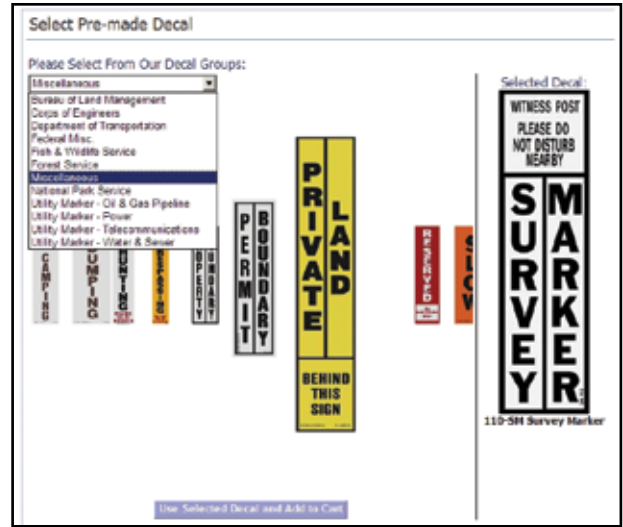 Select Pre-made Decal
Please Select From Our Decal Groups:
Miscellaneous
Bureau of Land Management
Corps of Engineers
Department of Transportation
Federal Misc.
Fish & Wildlife Service
Forest Service
Miscellaneous
National Park Service
Utility Marker - Oil & Gas Pipeline
Utility Marker - Power
Utility Marker - Telecommunications
Utility Marker - Water & Sewer
CAMPING
DUMPING
HUNTING
PERMIT
BOUNDARY
PRIVATE
LAND
BEHIND
THIS
SIGN
RESERVED
SLOW
Selected Decal:
WITNESS POST
PLEASE DO
NOT DISTURB
NEARBY
SURVEY
MARKER
110-SM Survey Marker
Use Selected Decal and Add to Cart